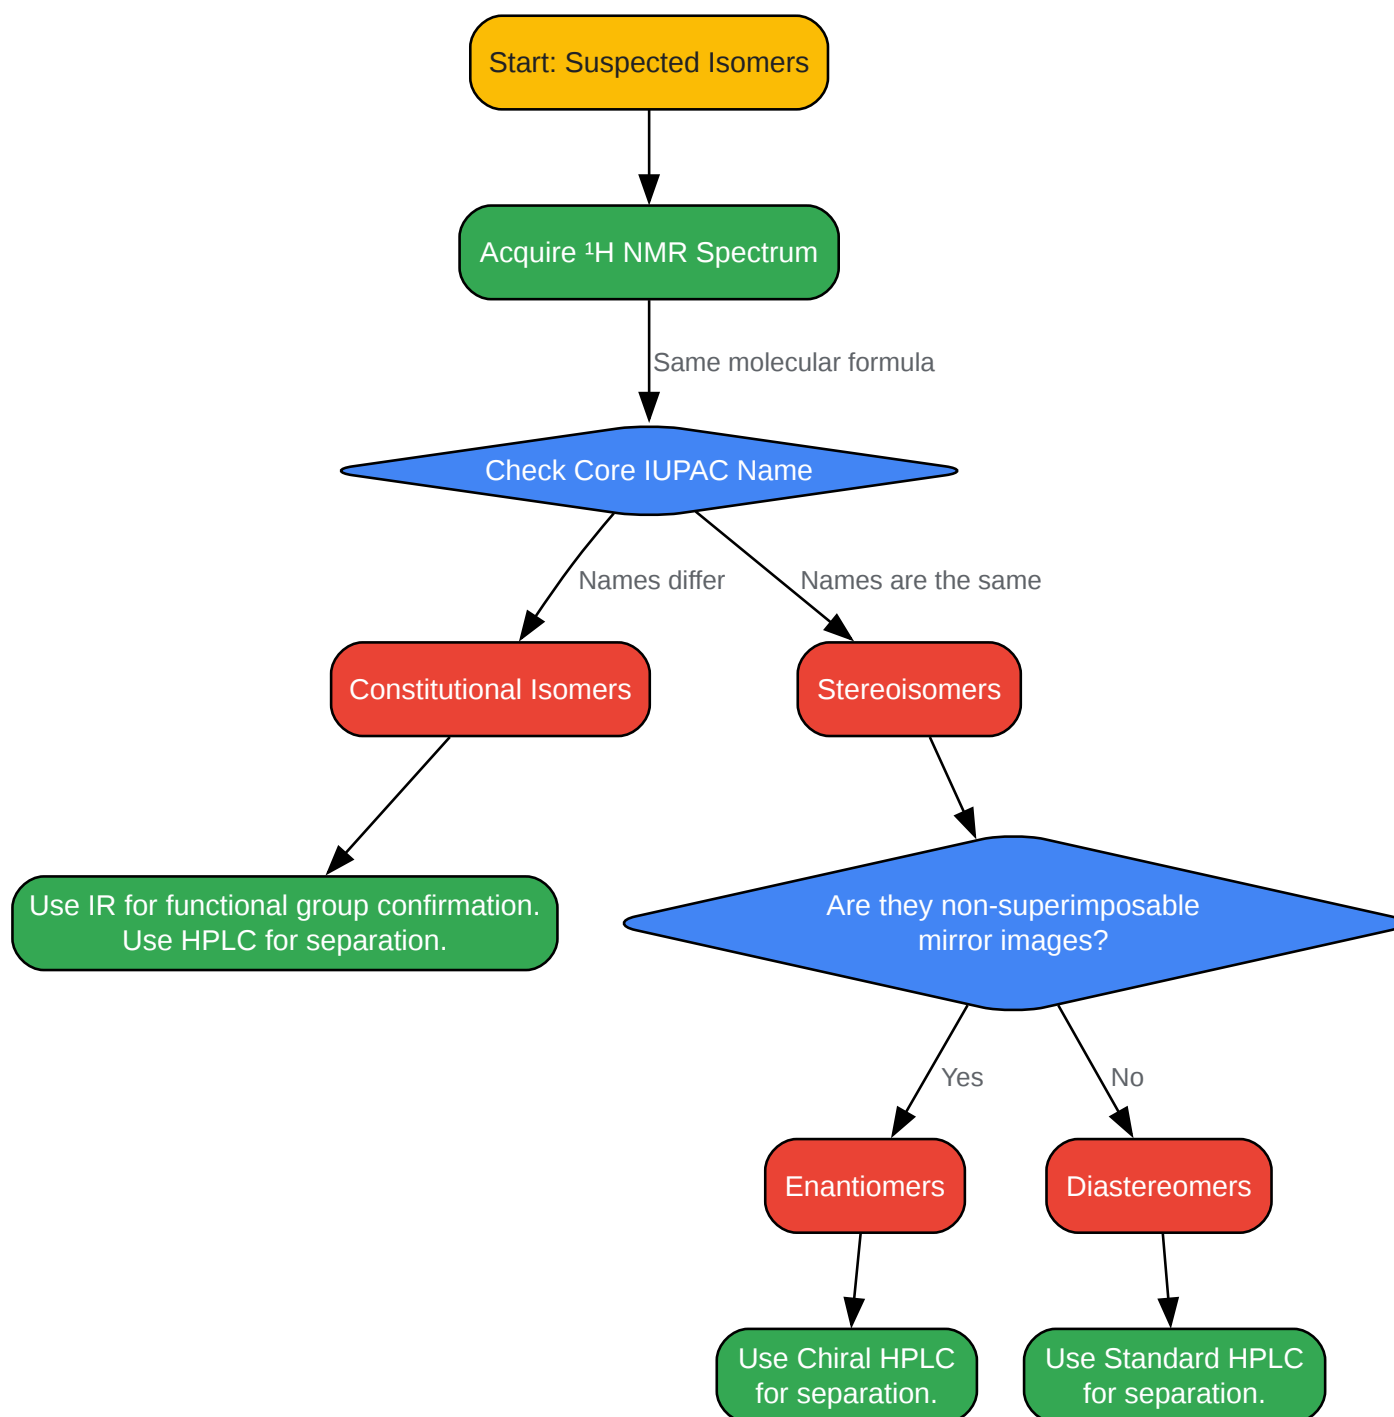 Start: Suspected Isomers
Acquire ¹H NMR Spectrum
Same molecular formula
Check Core IUPAC Name
Names differ
Names are the same
Constitutional Isomers
Stereoisomers
Use IR for functional group confirmation.
Use HPLC for separation.
Are they non-superimposable
mirror images?
Yes
No
Enantiomers
Diastereomers
Use Chiral HPLC
for separation.
Use Standard HPLC
for separation.